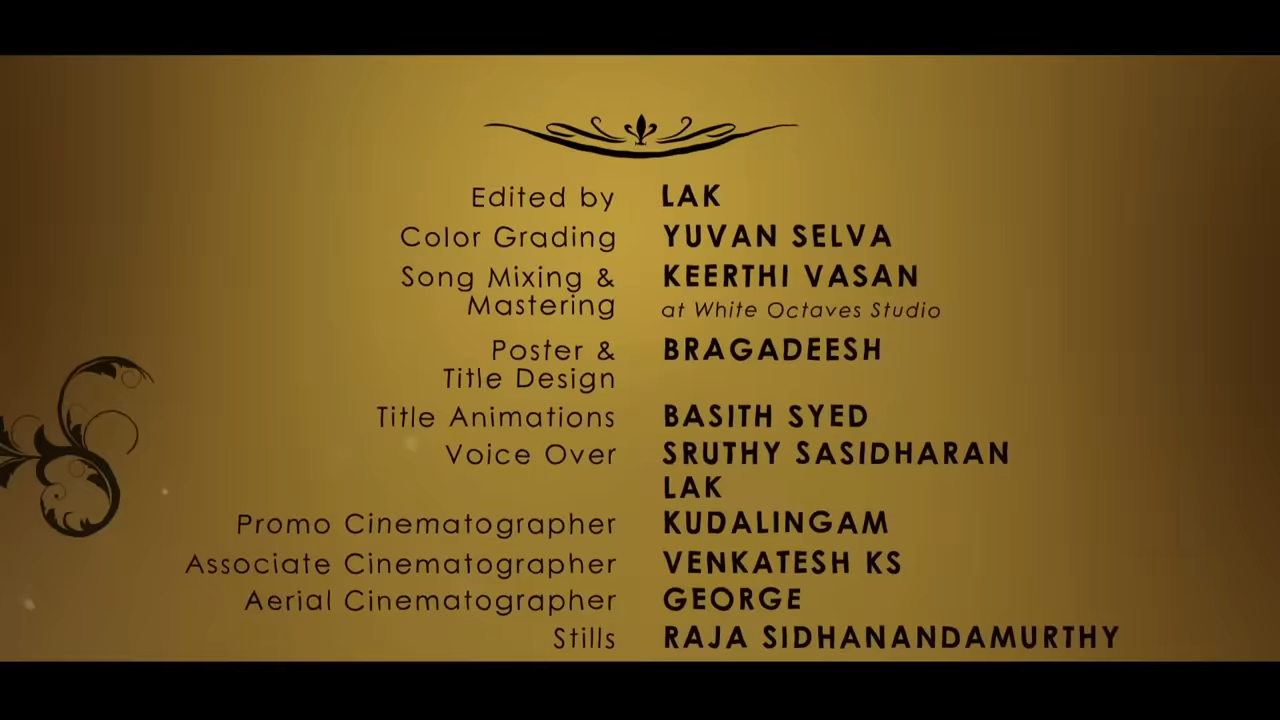 Edited by LAK
Color Grading YUVAN SELVA
Song Mixing & KEERTHI VASAN
Mastering at White Octaves Studio
Poster & BRAGADEESH
Title Design
Title Animations BASITH SYED
Voice Over SRUTHY SASIDHARAN
LAK
Promo Cinematographer KUDALINGAM
Associate Cinematographer VENKATESH KS
Aerial Cinematographer GEORGE
Stills RAJA SIDHANANDAMURTHY